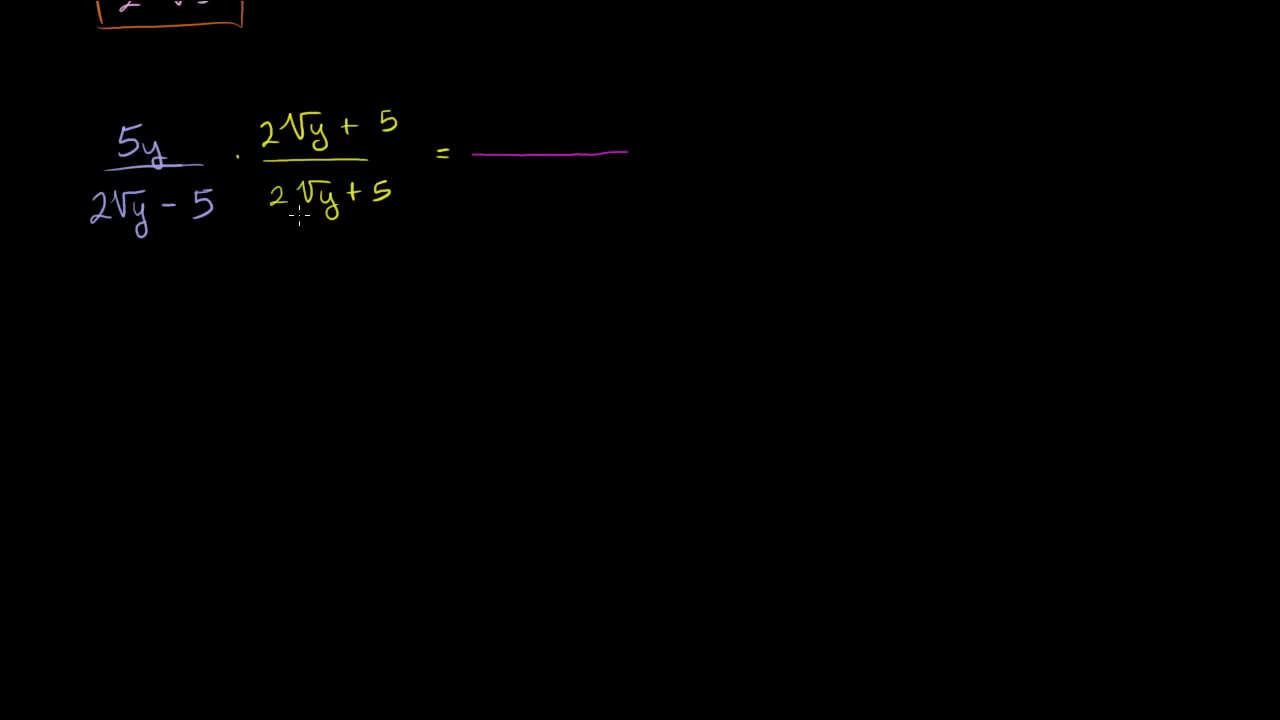 5y/(2√y - 5) · (2√y + 5)/(2√y + 5) =